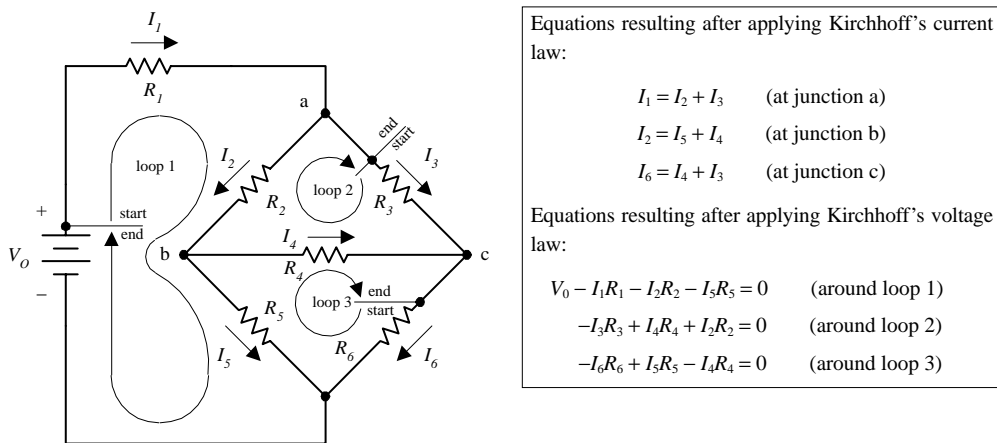 I₁
R₁
a
loop 1
I₂
R₂
loop 2
end
start
I₃
R₃
+
start
end
V_O
−
b
I₄
R₄
c
loop 3
end
start
R₅
I₅
R₆
I₆
Equations resulting after applying Kirchhoff's current
law:
I₁ = I₂ + I₃ (at junction a)
I₂ = I₅ + I₄ (at junction b)
I₆ = I₄ + I₃ (at junction c)
Equations resulting after applying Kirchhoff's voltage
law:
V₀ − I₁R₁ − I₂R₂ − I₅R₅ = 0 (around loop 1)
−I₃R₃ + I₄R₄ + I₂R₂ = 0 (around loop 2)
−I₆R₆ + I₅R₅ − I₄R₄ = 0 (around loop 3)